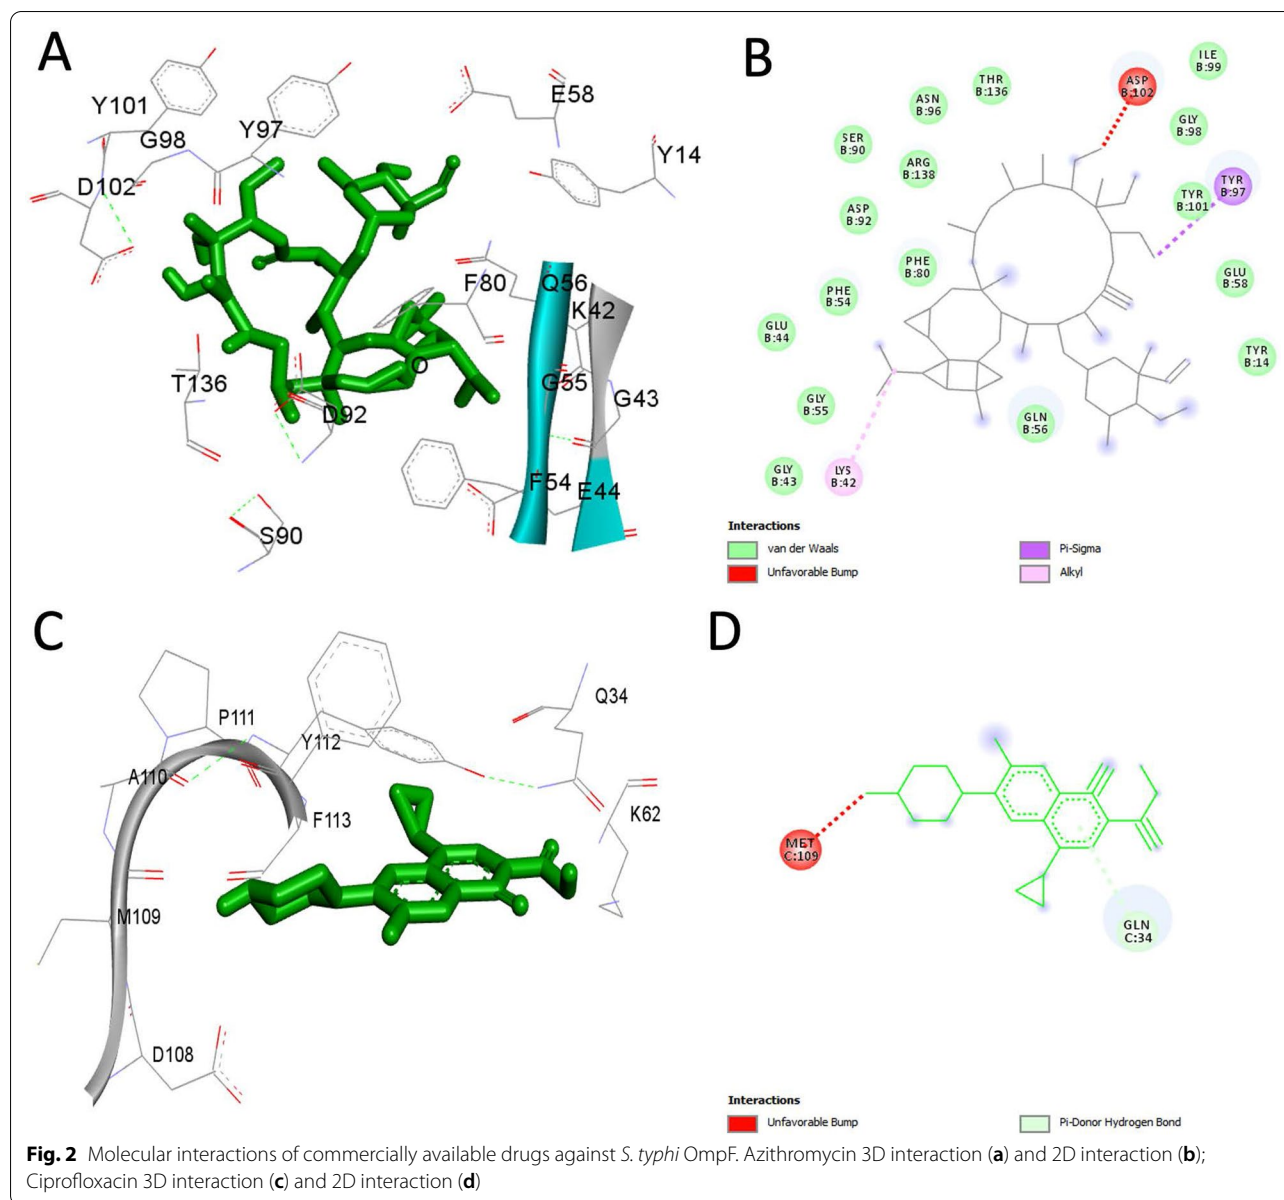 A
Y101
G98
Y97
D102
E58
Y14
F80
Q56
K42
O
T136
D92
G55
G43
F54
E44
S90
B
ILE
B:99
ASP
B:102
THR
B:136
ASN
B:96
GLY
B:98
SER
B:90
ARG
B:138
TYR
B:97
TYR
B:101
ASP
B:92
PHE
B:80
GLU
B:58
PHE
B:54
GLU
B:44
TYR
B:14
GLY
B:55
GLN
B:56
GLY
B:43
LYS
B:42
Interactions
van der Waals
Unfavorable Bump
Pi-Sigma
Alkyl
C
P111
Y112
Q34
A110
F113
K62
M109
D108
D
MET
C:109
GLN
C:34
Interactions
Unfavorable Bump
Pi-Donor Hydrogen Bond
Fig. 2 Molecular interactions of commercially available drugs against S. typhi OmpF. Azithromycin 3D interaction (a) and 2D interaction (b);
Ciprofloxacin 3D interaction (c) and 2D interaction (d)